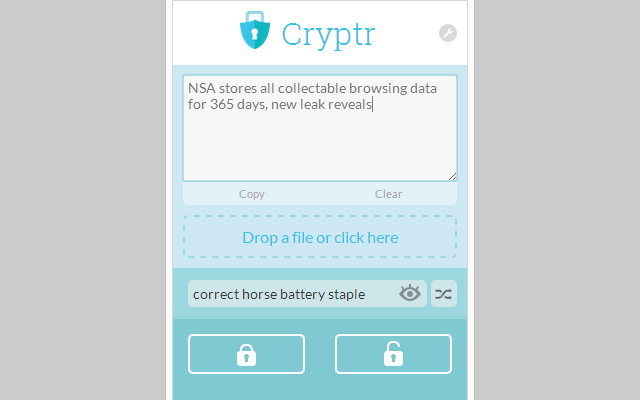 Cryptr
NSA stores all collectable browsing data
for 365 days, new leak reveals
Copy
Clear
Drop a file or click here
correct horse battery staple